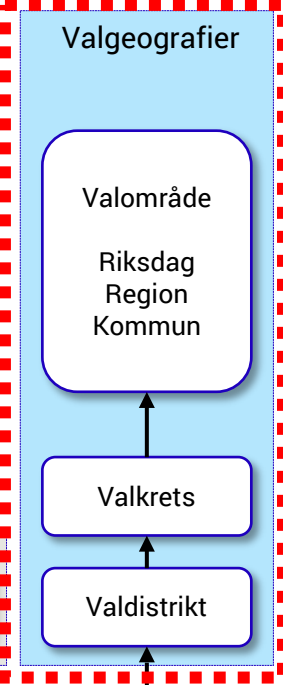 Valgeografier
Valområde
Riksdag
Region
Kommun
Valkrets
Valdistrikt